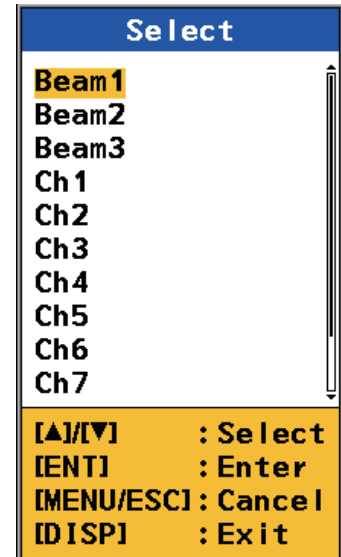 Select
Beam1
Beam2
Beam3
Ch1
Ch2
Ch3
Ch4
Ch5
Ch6
Ch7
[▲]/[▼] :Select
[ENT] :Enter
[MENU/ESC]:Cancel
[DISP] :Exit